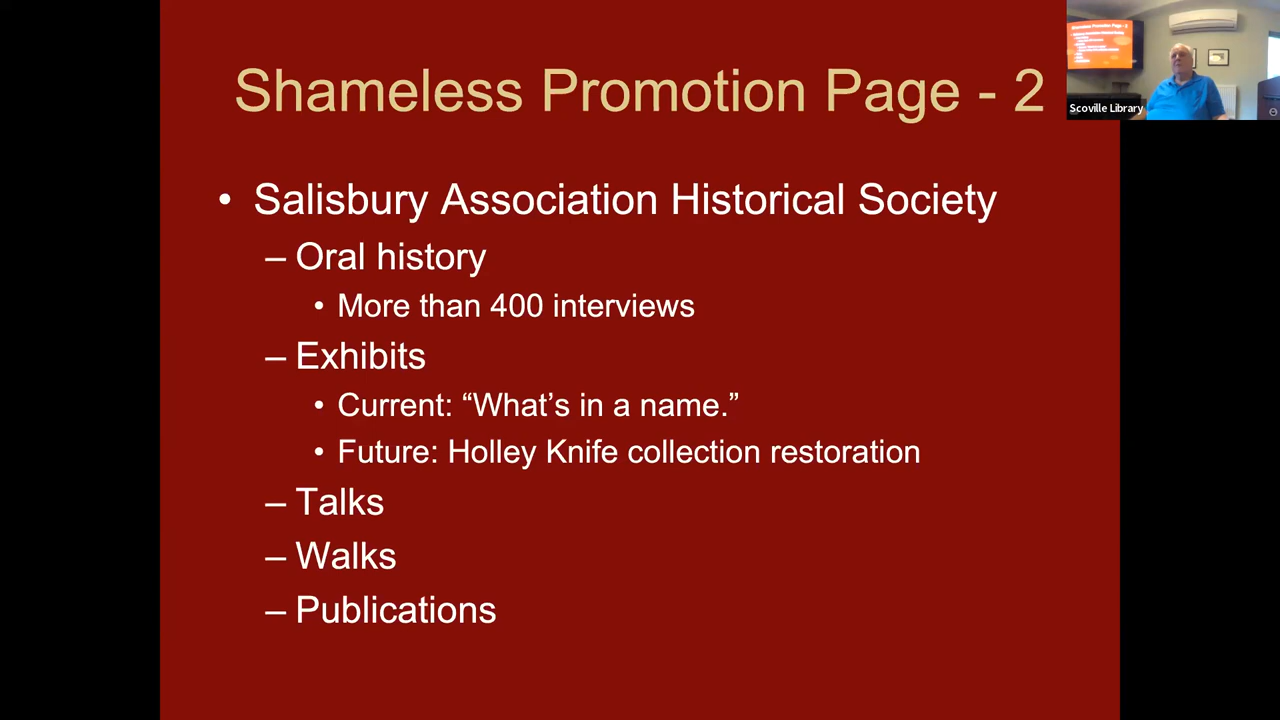 Shameless Promotion Page - 2
Scoville Library
• Salisbury Association Historical Society
– Oral history
• More than 400 interviews
– Exhibits
• Current: “What’s in a name.”
• Future: Holley Knife collection restoration
– Talks
– Walks
– Publications